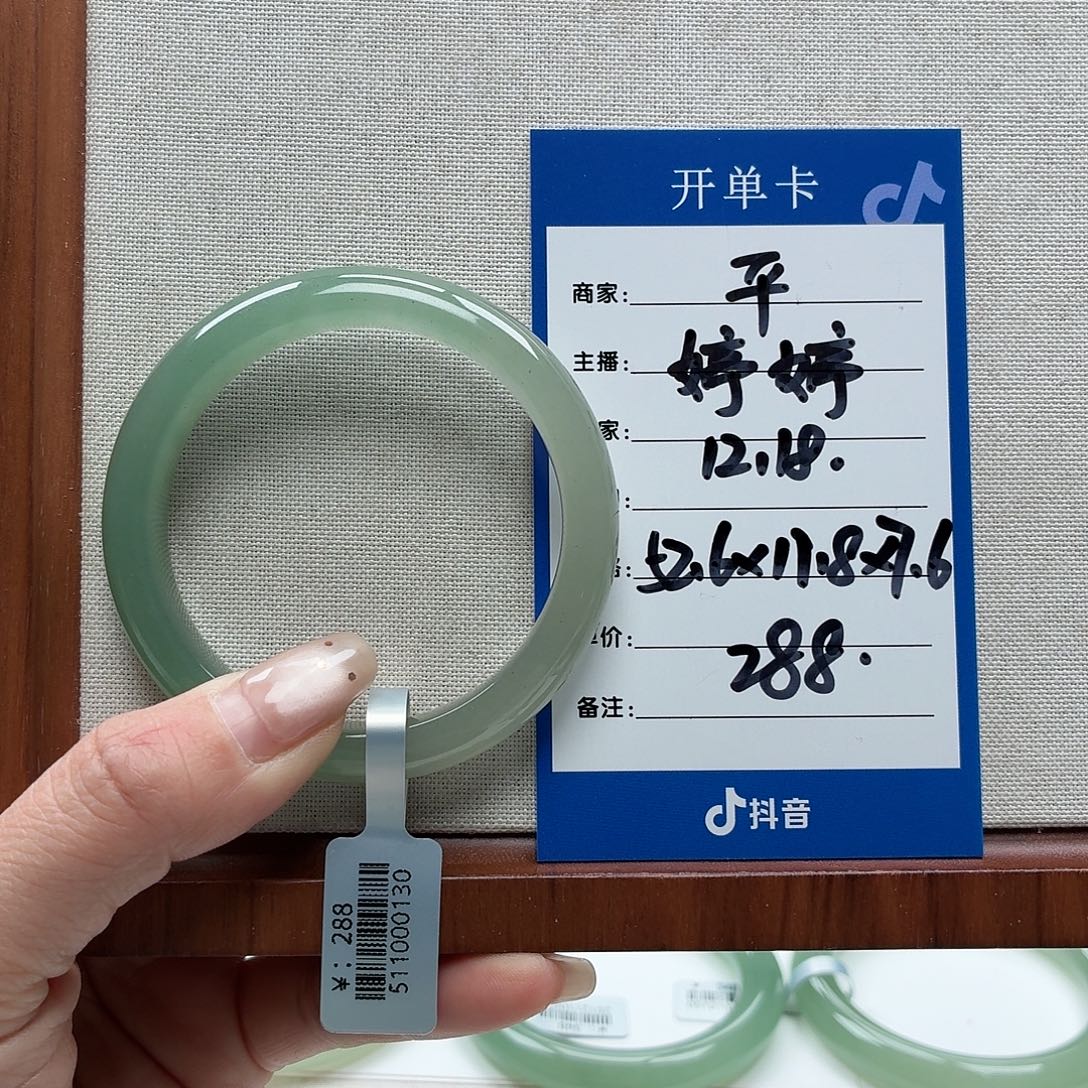 开单卡
商家: 平
主播: 婷婷
家: 12.18.
:
52.6×11.8×7.6
价: 288.
备注:
抖音
大: 288
511000130